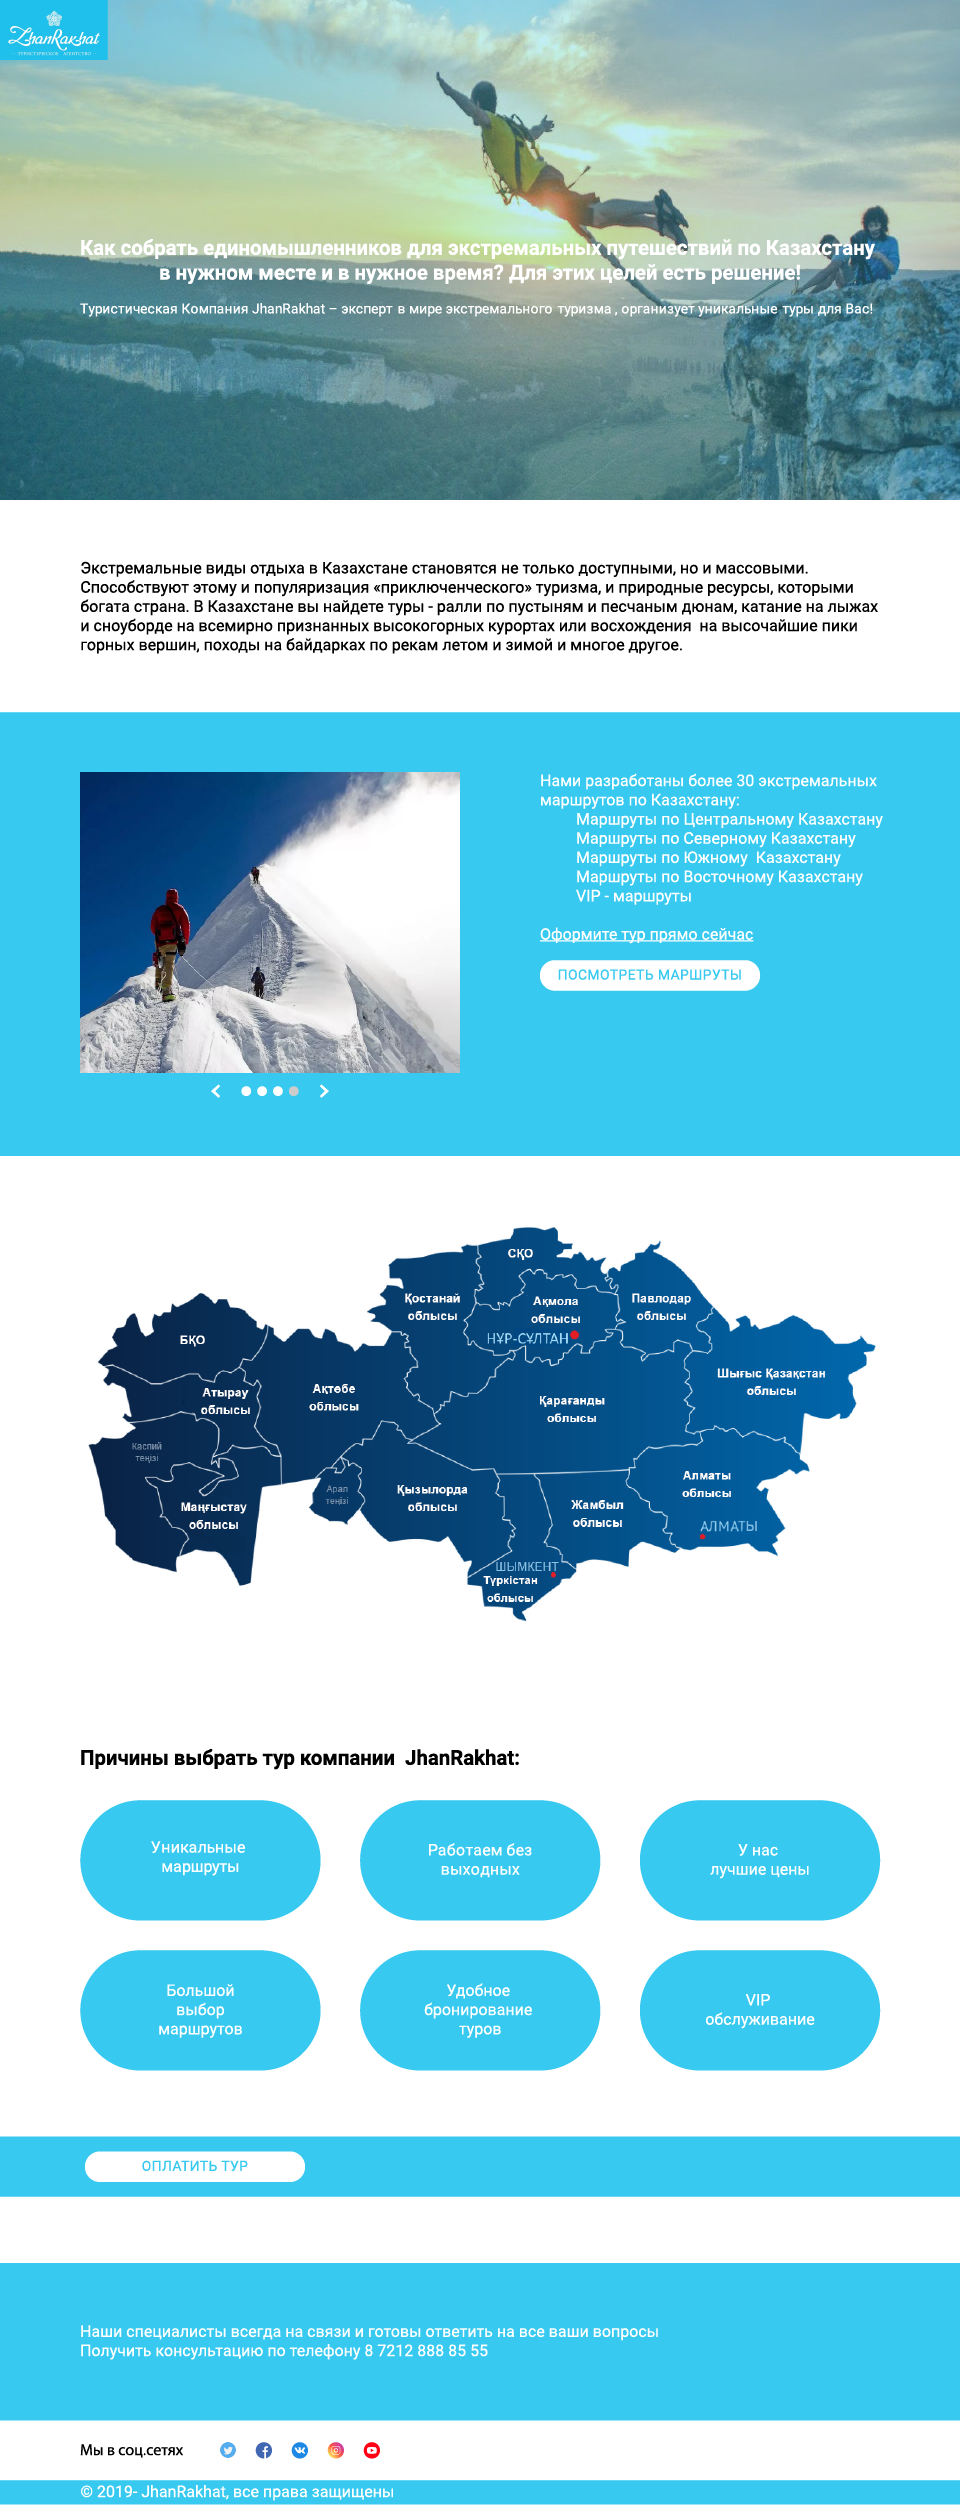 ZhanRakhat
ТУРИСТИЧЕСКОЕ АГЕНТСТВО
Как собрать единомышленников для экстремальных путешествий по Казахстану
в нужном месте и в нужное время? Для этих целей есть решение!
Туристическая Компания JhanRakhat – эксперт в мире экстремального туризма , организует уникальные туры для Вас!
Экстремальные виды отдыха в Казахстане становятся не только доступными, но и массовыми.
Способствуют этому и популяризация «приключенческого» туризма, и природные ресурсы, которыми
богата страна. В Казахстане вы найдете туры - ралли по пустыням и песчаным дюнам, катание на лыжах
и сноуборде на всемирно признанных высокогорных курортах или восхождения  на высочайшие пики
горных вершин, походы на байдарках по рекам летом и зимой и многое другое.
Нами разработаны более 30 экстремальных
маршрутов по Казахстану:
Маршруты по Центральному Казахстану
Маршруты по Северному Казахстану
Маршруты по Южному  Казахстану
Маршруты по Восточному Казахстану
VIP - маршруты
Оформите тур прямо сейчас
ПОСМОТРЕТЬ МАРШРУТЫ
СҚО
Қостанай
облысы
Ақмола
облысы
НҰР-СҰЛТАН
Павлодар
облысы
БҚО
Атырау
облысы
Ақтөбе
облысы
Қарағанды
облысы
Шығыс Қазақстан
облысы
Каспий
теңізі
Маңғыстау
облысы
Арал
теңізі
Қызылорда
облысы
Жамбыл
облысы
Алматы
облысы
АЛМАТЫ
ШЫМКЕНТ
Түркістан
облысы
Причины выбрать тур компании  JhanRakhat:
Уникальные
маршруты
Работаем без
выходных
У нас
лучшие цены
Большой
выбор
маршрутов
Удобное
бронирование
туров
VIP
обслуживание
ОПЛАТИТЬ ТУР
Наши специалисты всегда на связи и готовы ответить на все ваши вопросы
Получить консультацию по телефону 8 7212 888 85 55
Мы в соц.сетях
© 2019- JhanRakhat, все права защищены